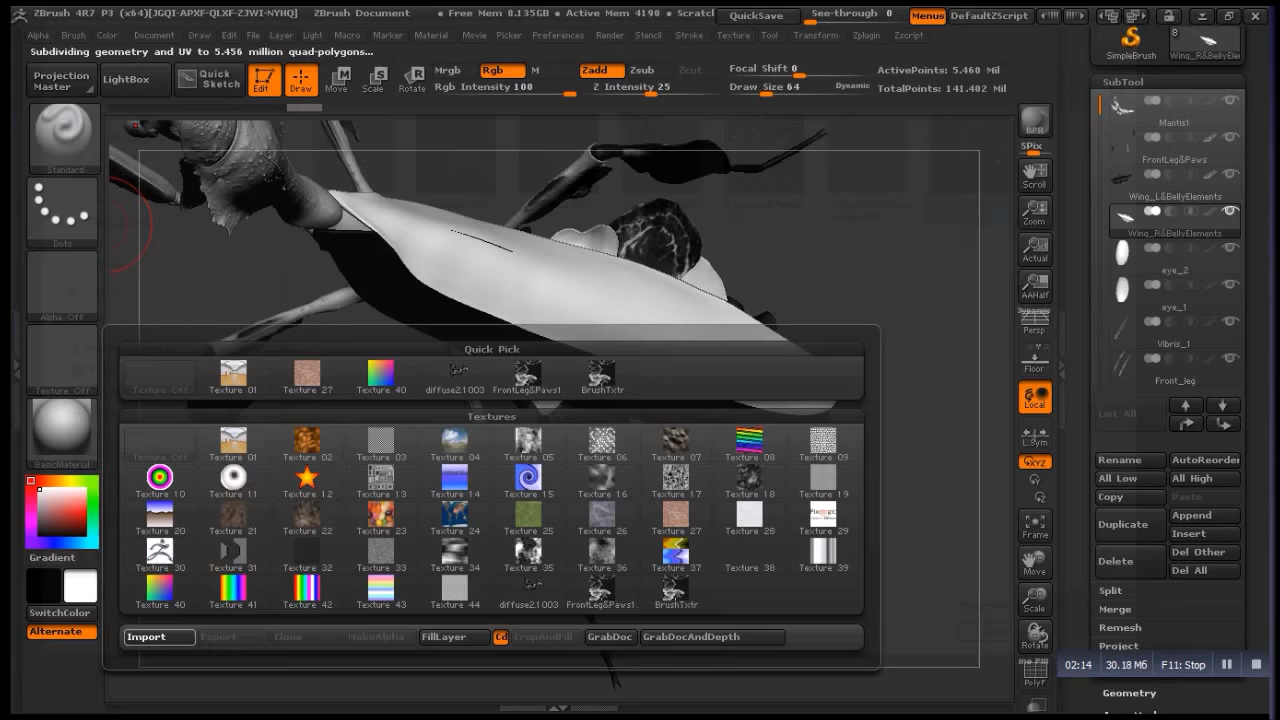 ZBrush 4R7 P3 (x64)[JGQI-APXF-QLXF-ZJWI-NYHQ] ZBrush Document • Free Mem 8.135GB • Active Mem 4190 • Scratcl QuickSave See-through 0 Menus DefaultZScript
Alpha Brush Color Document Draw Edit File Layer Light Macro Marker Material Movie Picker Preferences Render Stencil Stroke Texture Tool Transform Zplugin Zscript
Subdividing geometry and UV to 5.456 million quad-polygons...
Projection Master
LightBox
Quick Sketch
Edit
Draw
Move
Scale
Rotate
Mrgb Rgb M
Rgb Intensity 100
Zadd Zsub Zcut
Z Intensity 25
Focal Shift 0
Draw Size 64 Dynamic
ActivePoints: 5.460 Mil
TotalPoints: 141.402 Mil
SimpleBrush
Wing_R&BellyElem
8
Standard
Dots
Alpha Off
Texture Off
BasicMaterial
Gradient
SwitchColor
Alternate
Quick Pick
Texture Off Texture 01 Texture 27 Texture 40 diffuse2.1003 FrontLeg&Paws1 BrushTxtr
Textures
Texture Off Texture 01 Texture 02 Texture 03 Texture 04 Texture 05 Texture 06 Texture 07 Texture 08 Texture 09
Texture 10 Texture 11 Texture 12 Texture 13 Texture 14 Texture 15 Texture 16 Texture 17 Texture 18 Texture 19
Texture 20 Texture 21 Texture 22 Texture 23 Texture 24 Texture 25 Texture 26 Texture 27 Texture 28 Texture 29
Texture 30 Texture 31 Texture 32 Texture 33 Texture 34 Texture 35 Texture 36 Texture 37 Texture 38 Texture 39
Texture 40 Texture 41 Texture 42 Texture 43 Texture 44 diffuse2.1003 FrontLeg&Paws1. BrushTxtr
Import Export Clone MakeAlpha FillLayer Cd CropAndFill GrabDoc GrabDocAndDepth
BPR
SPix
Scroll
Zoom
Actual
AAHalf
Dynamic
Persp
Floor
Local
L.Sym
XYZ
Frame
Move
Scale
Rotate
PolyF
SubTool
Mantis1
FrontLeg&Paws
Wing_L&BellyElements
Wing_R&BellyElements
eye_2
eye_1
Vibris_1
Front_leg
List All
Rename AutoReorder
All Low All High
Copy Paste
Duplicate Append
Insert
Delete Del Other
Del All
Split
Merge
Remesh
Project
02:14 30.18 Мб F11: Stop
Geometry